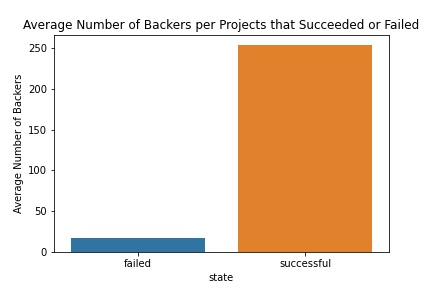 Average Number of Backers per Projects that Succeeded or Failed
250
200
150
100
50
0
Average Number of Backers
failed
successful
state